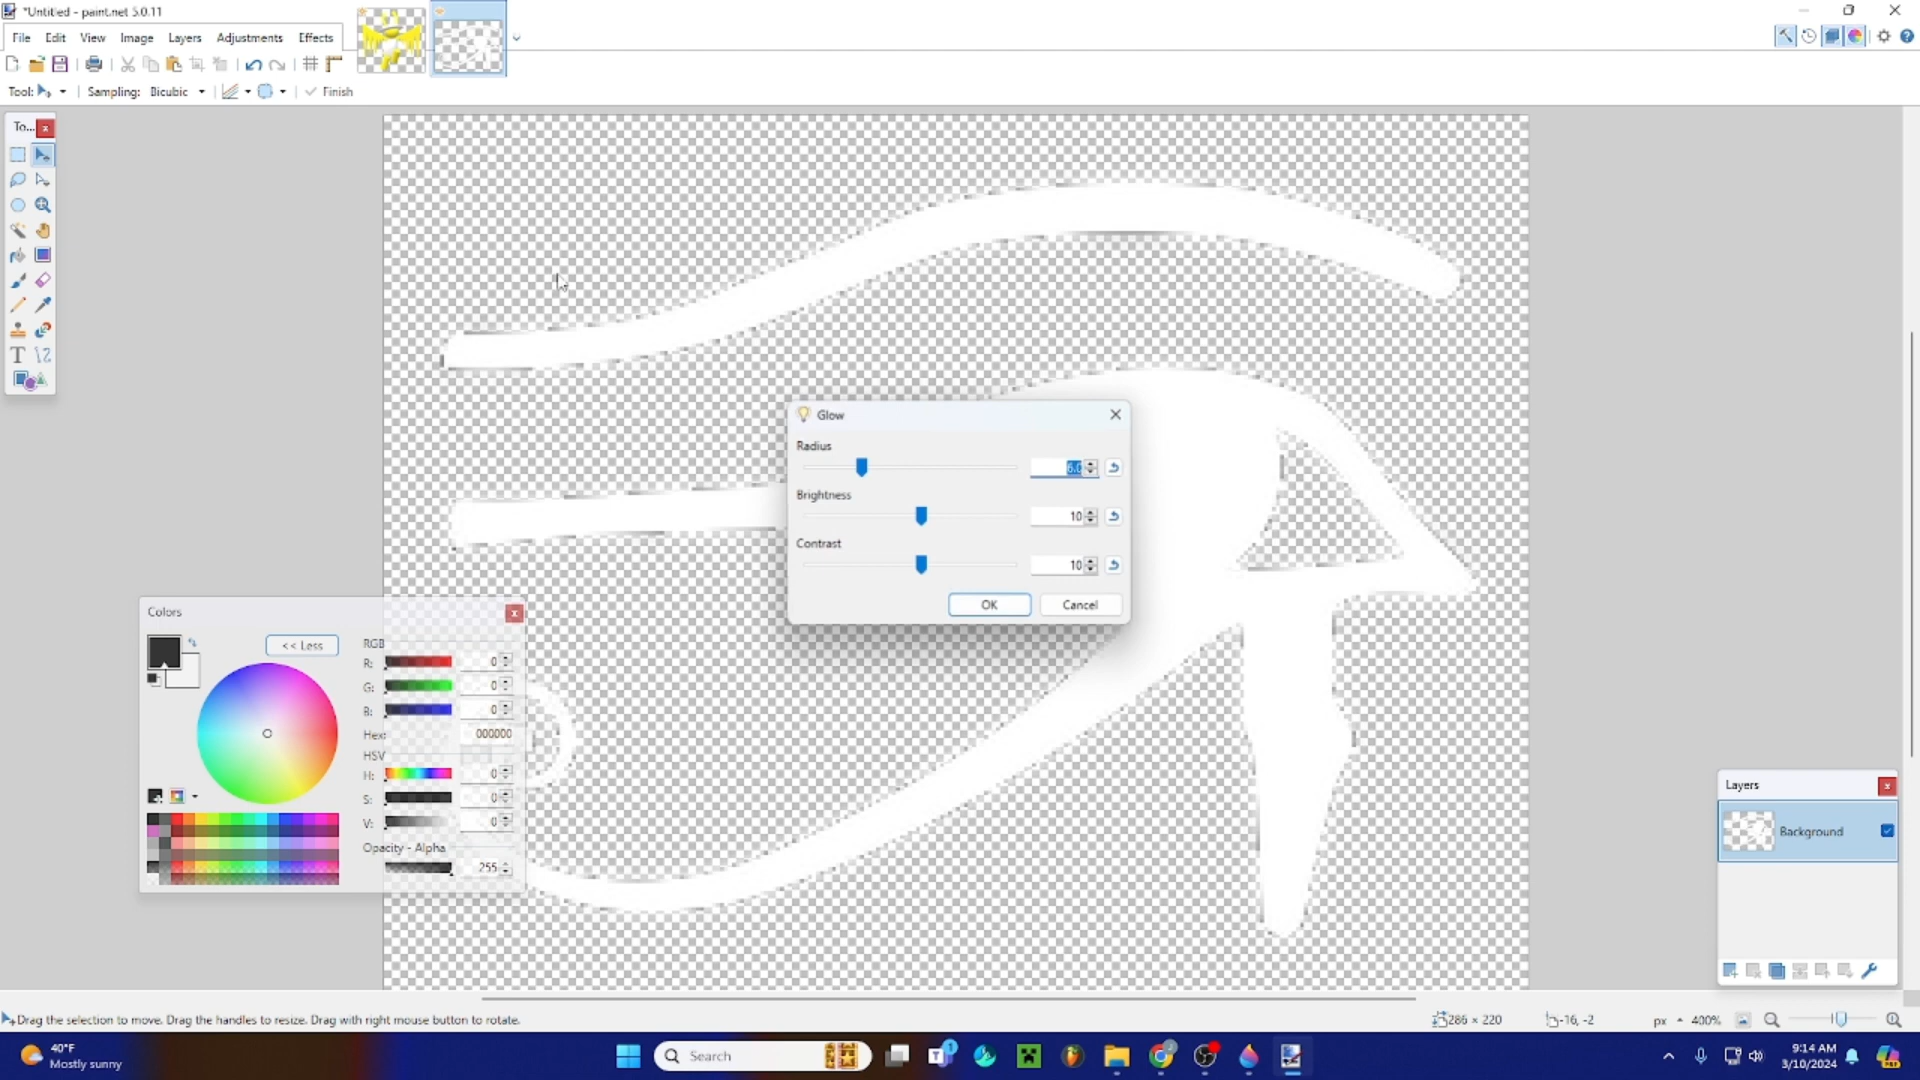 *Untitled - paint.net 5.0.11
File Edit View Image Layers Adjustments Effects
Tool: Sampling: Bicubic Finish
To...
Glow
Radius
6.0
Brightness
10
Contrast
10
OK Cancel
Colors
<< Less
RGB
R: 0
G: 0
B: 0
Hex: 000000
HSV
H: 0
S: 0
V: 0
Opacity - Alpha
255
Layers
Background
Drag the selection to move. Drag the handles to resize. Drag with right mouse button to rotate.
286 × 220
-16, -2
px 400%
40°F
Mostly sunny
Search
9:14 AM
3/10/2024